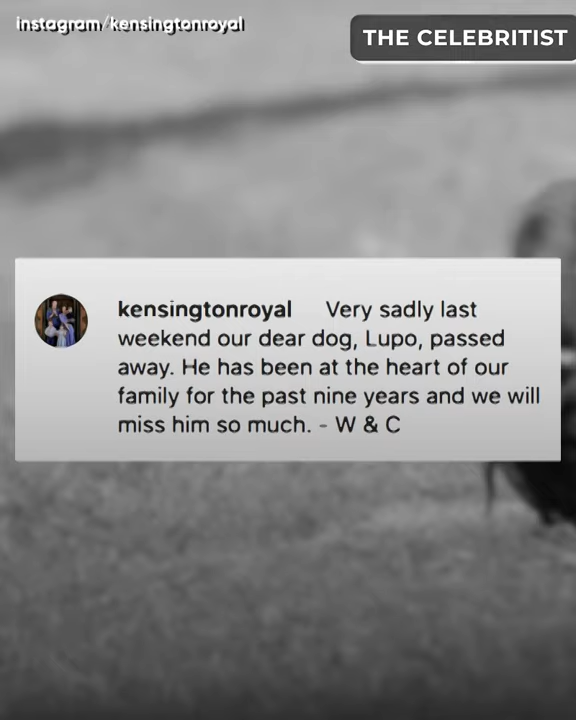 instagram/kensingtonroyal
THE CELEBRITIST
kensingtonroyal Very sadly last
weekend our dear dog, Lupo, passed
away. He has been at the heart of our
family for the past nine years and we will
miss him so much. - W & C